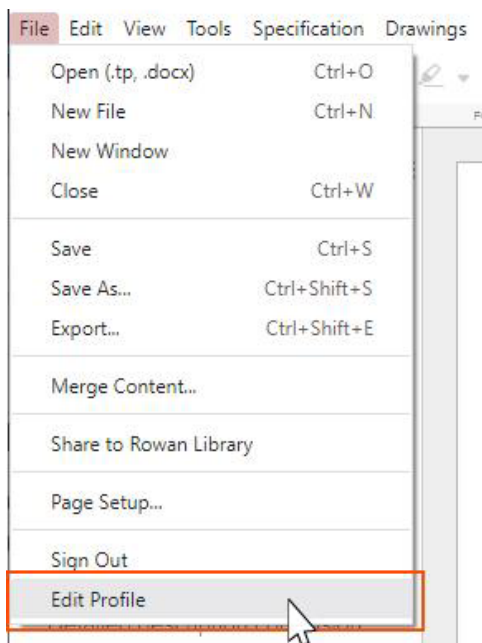 File Edit View Tools Specification Drawings
Open (.tp, .docx) Ctrl+O
New File Ctrl+N
New Window
Close Ctrl+W
Save Ctrl+S
Save As... Ctrl+Shift+S
Export... Ctrl+Shift+E
Merge Content...
Share to Rowan Library
Page Setup...
Sign Out
Edit Profile